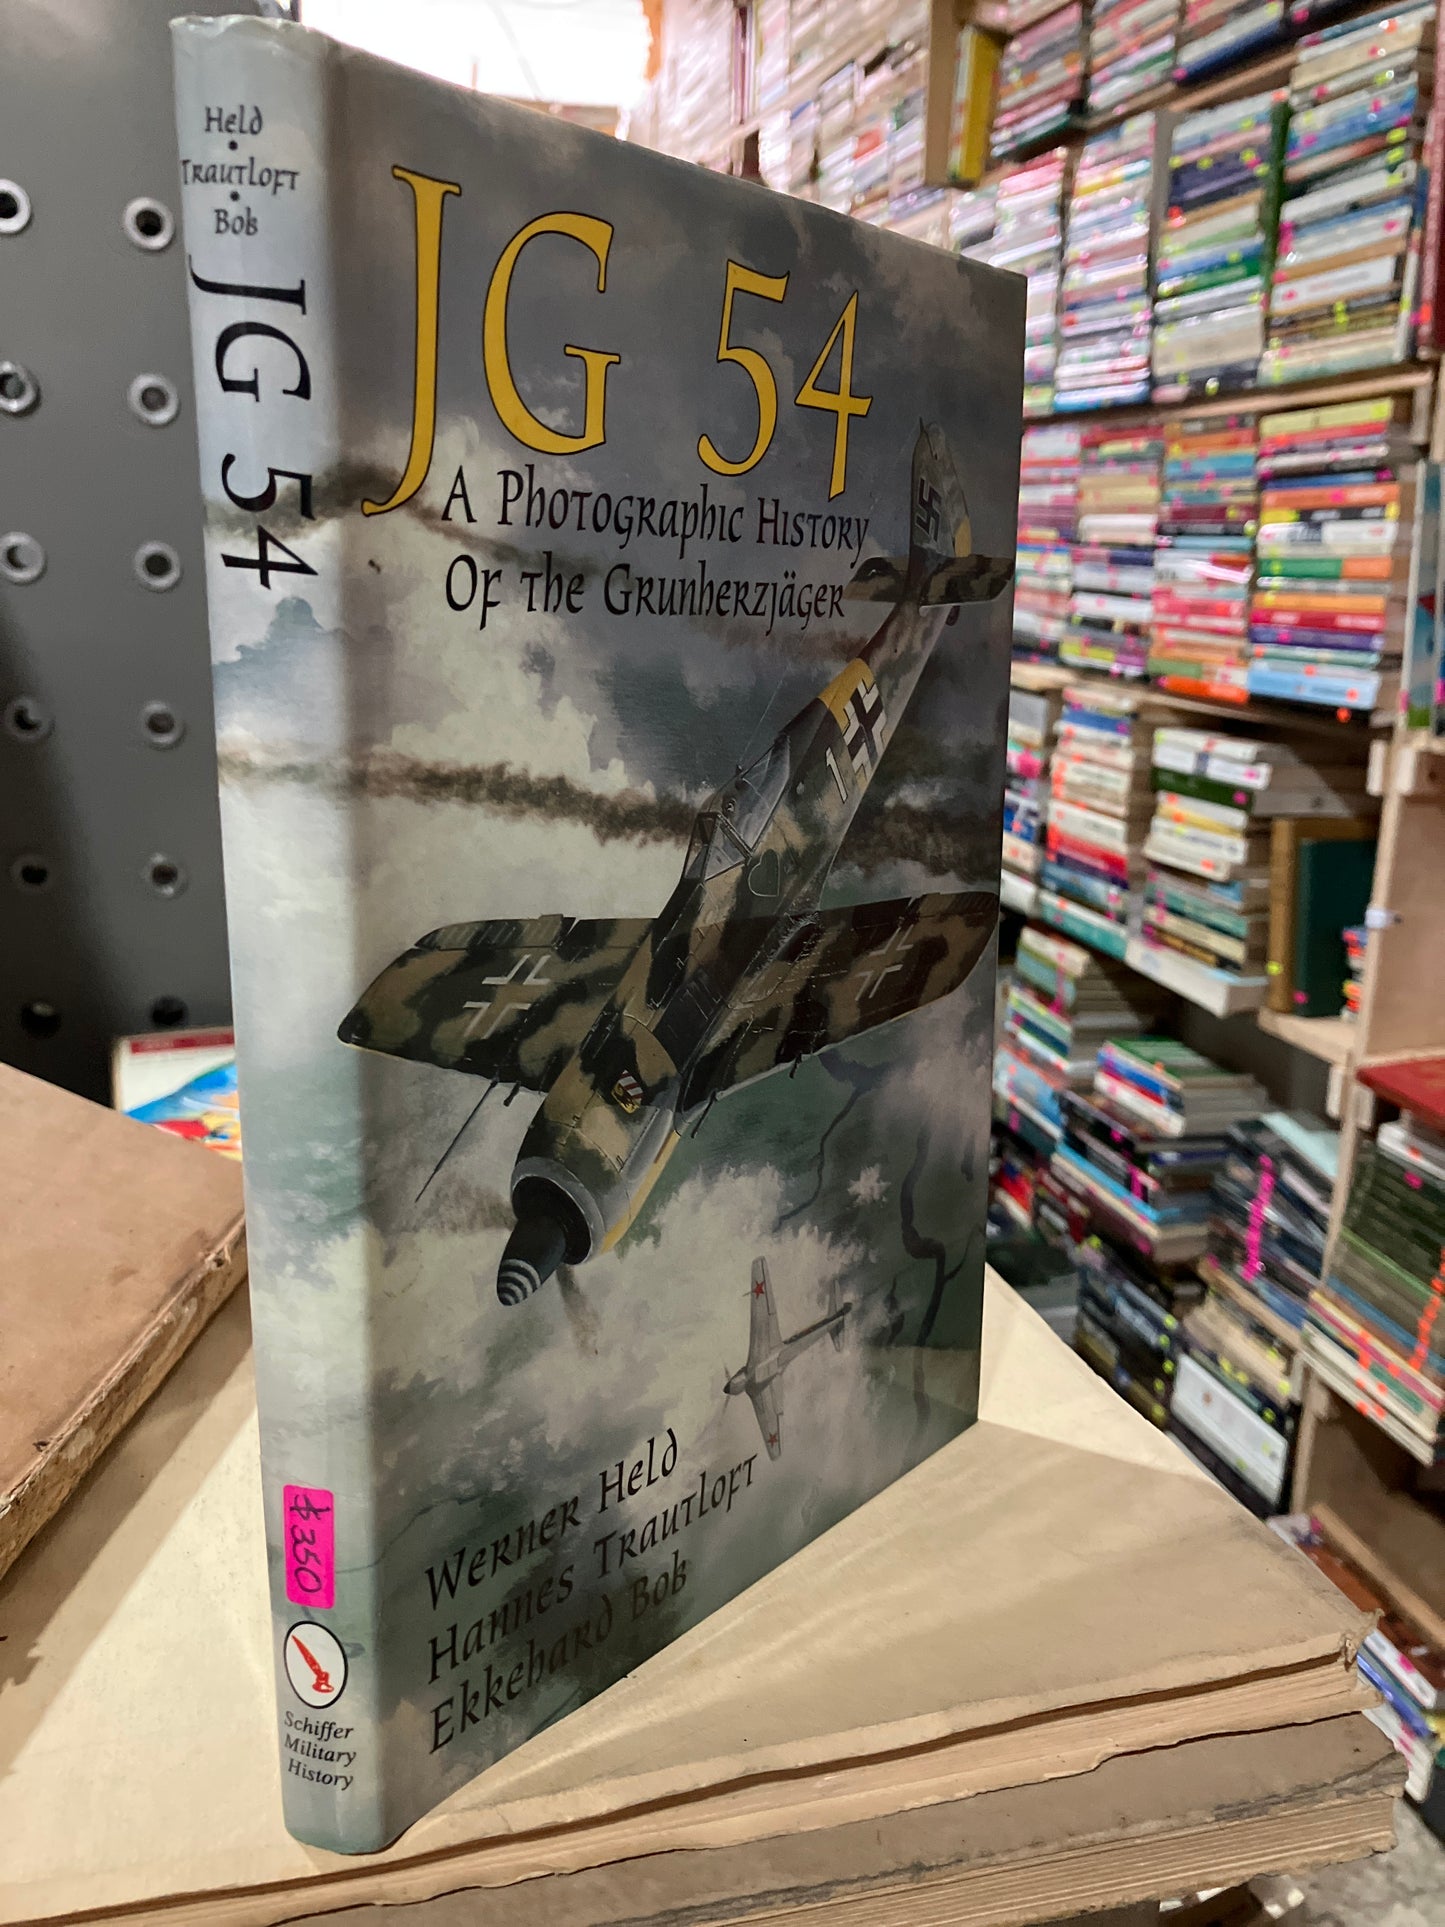 Held
•
Trautloft
•
Bob
JG 54
$350
Schiffer
Military
History
JG 54
A Photographic History
Of the Grunherzjäger
1
Werner Held
Hannes Trautloft
Ekkehard Bob